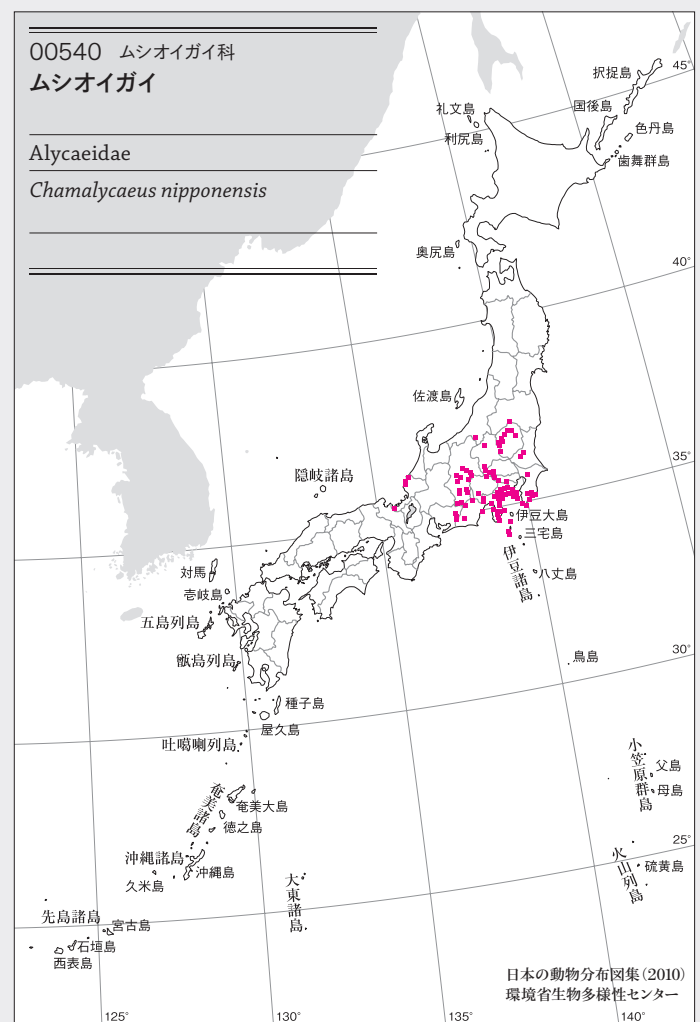 00540 ムシオイガイ科
ムシオイガイ
Alycaeidae
Chamalycaeus nipponensis
45°
択捉島
国後島
色丹島
歯舞群島
礼文島
利尻島
奥尻島
40°
佐渡島
35°
隠岐諸島
伊豆大島
三宅島
伊豆諸島
八丈島
対馬
壱岐島
五島列島
甑島列島
鳥島
30°
種子島
屋久島
吐噶喇列島
小笠原群島
父島
母島
奄美諸島
奄美大島
徳之島
25°
沖縄諸島
沖縄島
久米島
火山列島
硫黄島
大東諸島
先島諸島
宮古島
石垣島
西表島
日本の動物分布図集(2010)
環境省生物多様性センター
125°
130°
135°
140°